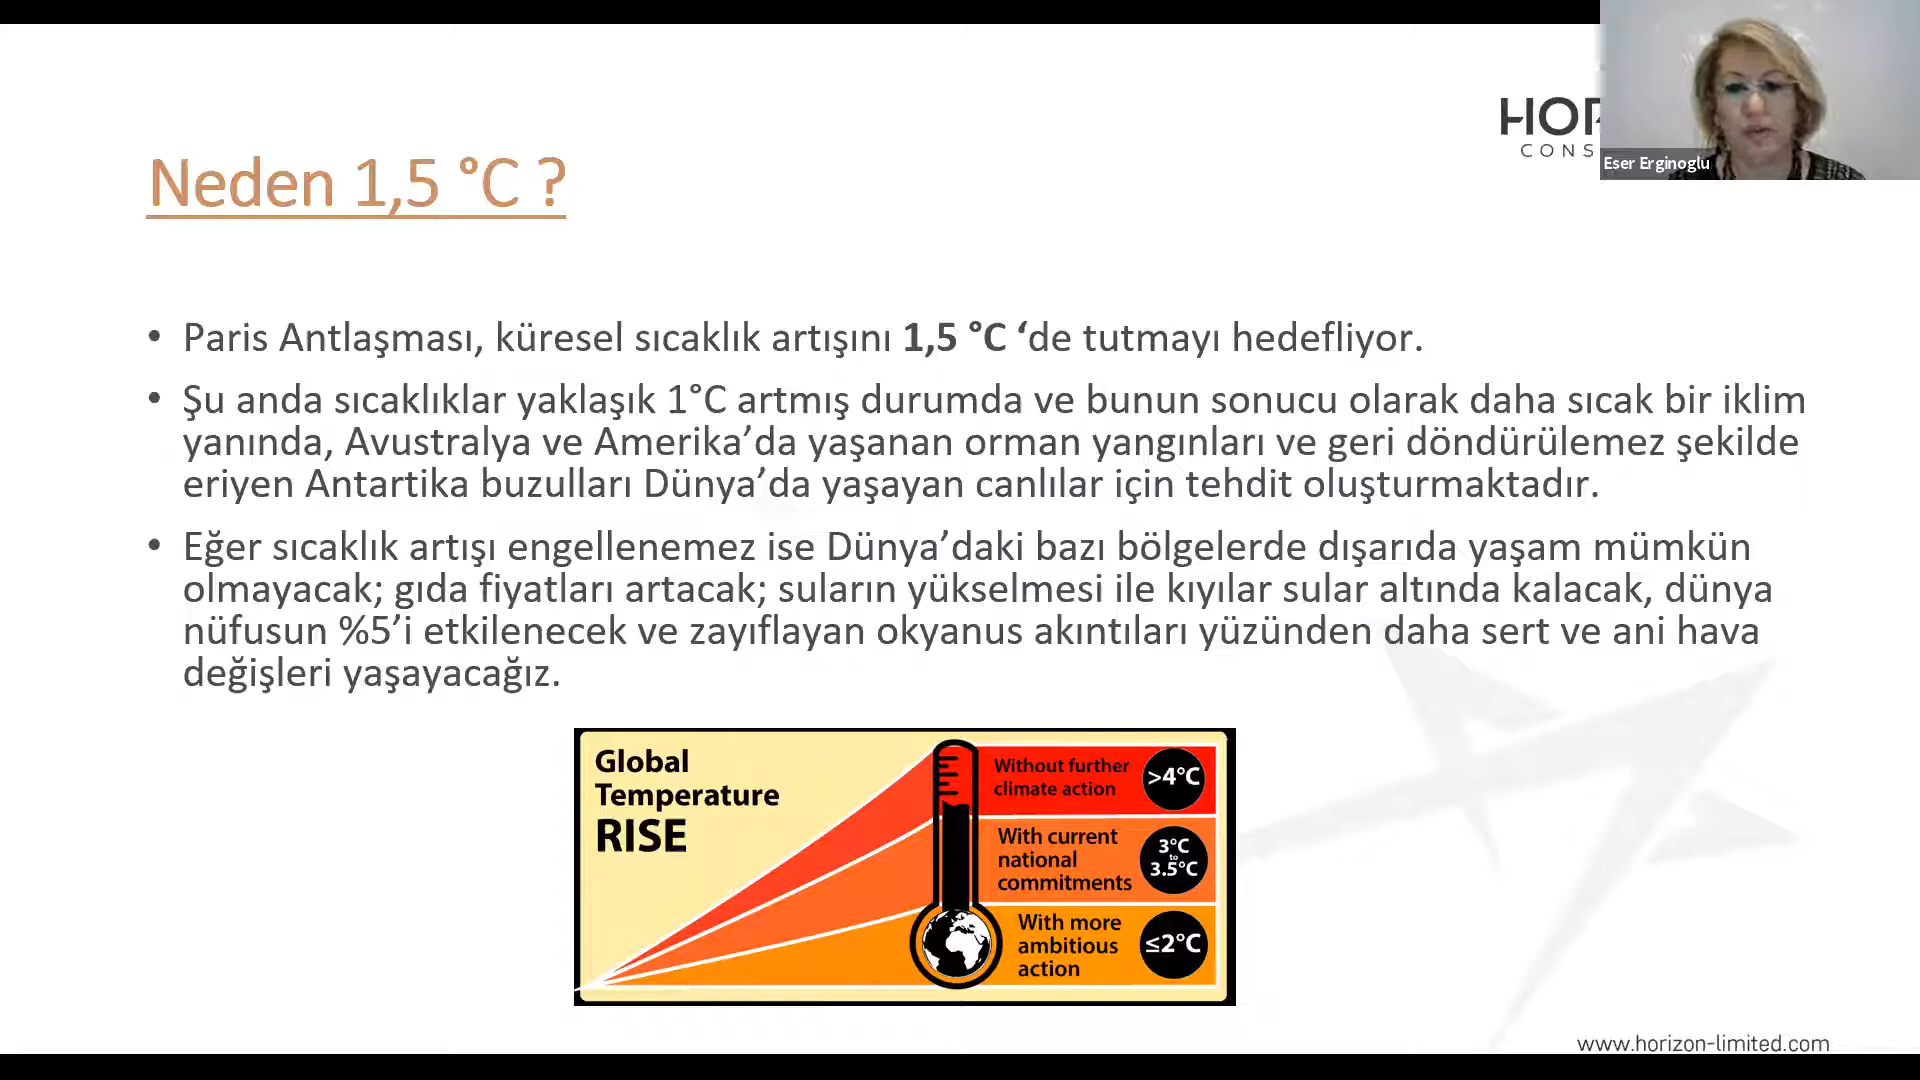 HOR
CONS
Eser Erginoglu
Neden 1,5 °C ?
• Paris Antlaşması, küresel sıcaklık artışını 1,5 °C ‘de tutmayı hedefliyor.
• Şu anda sıcaklıklar yaklaşık 1°C artmış durumda ve bunun sonucu olarak daha sıcak bir iklim
yanında, Avustralya ve Amerika’da yaşanan orman yangınları ve geri döndürülemez şekilde
eriyen Antartika buzulları Dünya’da yaşayan canlılar için tehdit oluşturmaktadır.
• Eğer sıcaklık artışı engellenemez ise Dünya’daki bazı bölgelerde dışarıda yaşam mümkün
olmayacak; gıda fiyatları artacak; suların yükselmesi ile kıyılar sular altında kalacak, dünya
nüfusun %5’i etkilenecek ve zayıflayan okyanus akıntıları yüzünden daha sert ve ani hava
değişleri yaşayacağız.
Global
Temperature
RISE
Without further
climate action
>4°C
With current
national
commitments
3°C
to
3.5°C
With more
ambitious
action
≤2°C
www.horizon-limited.com